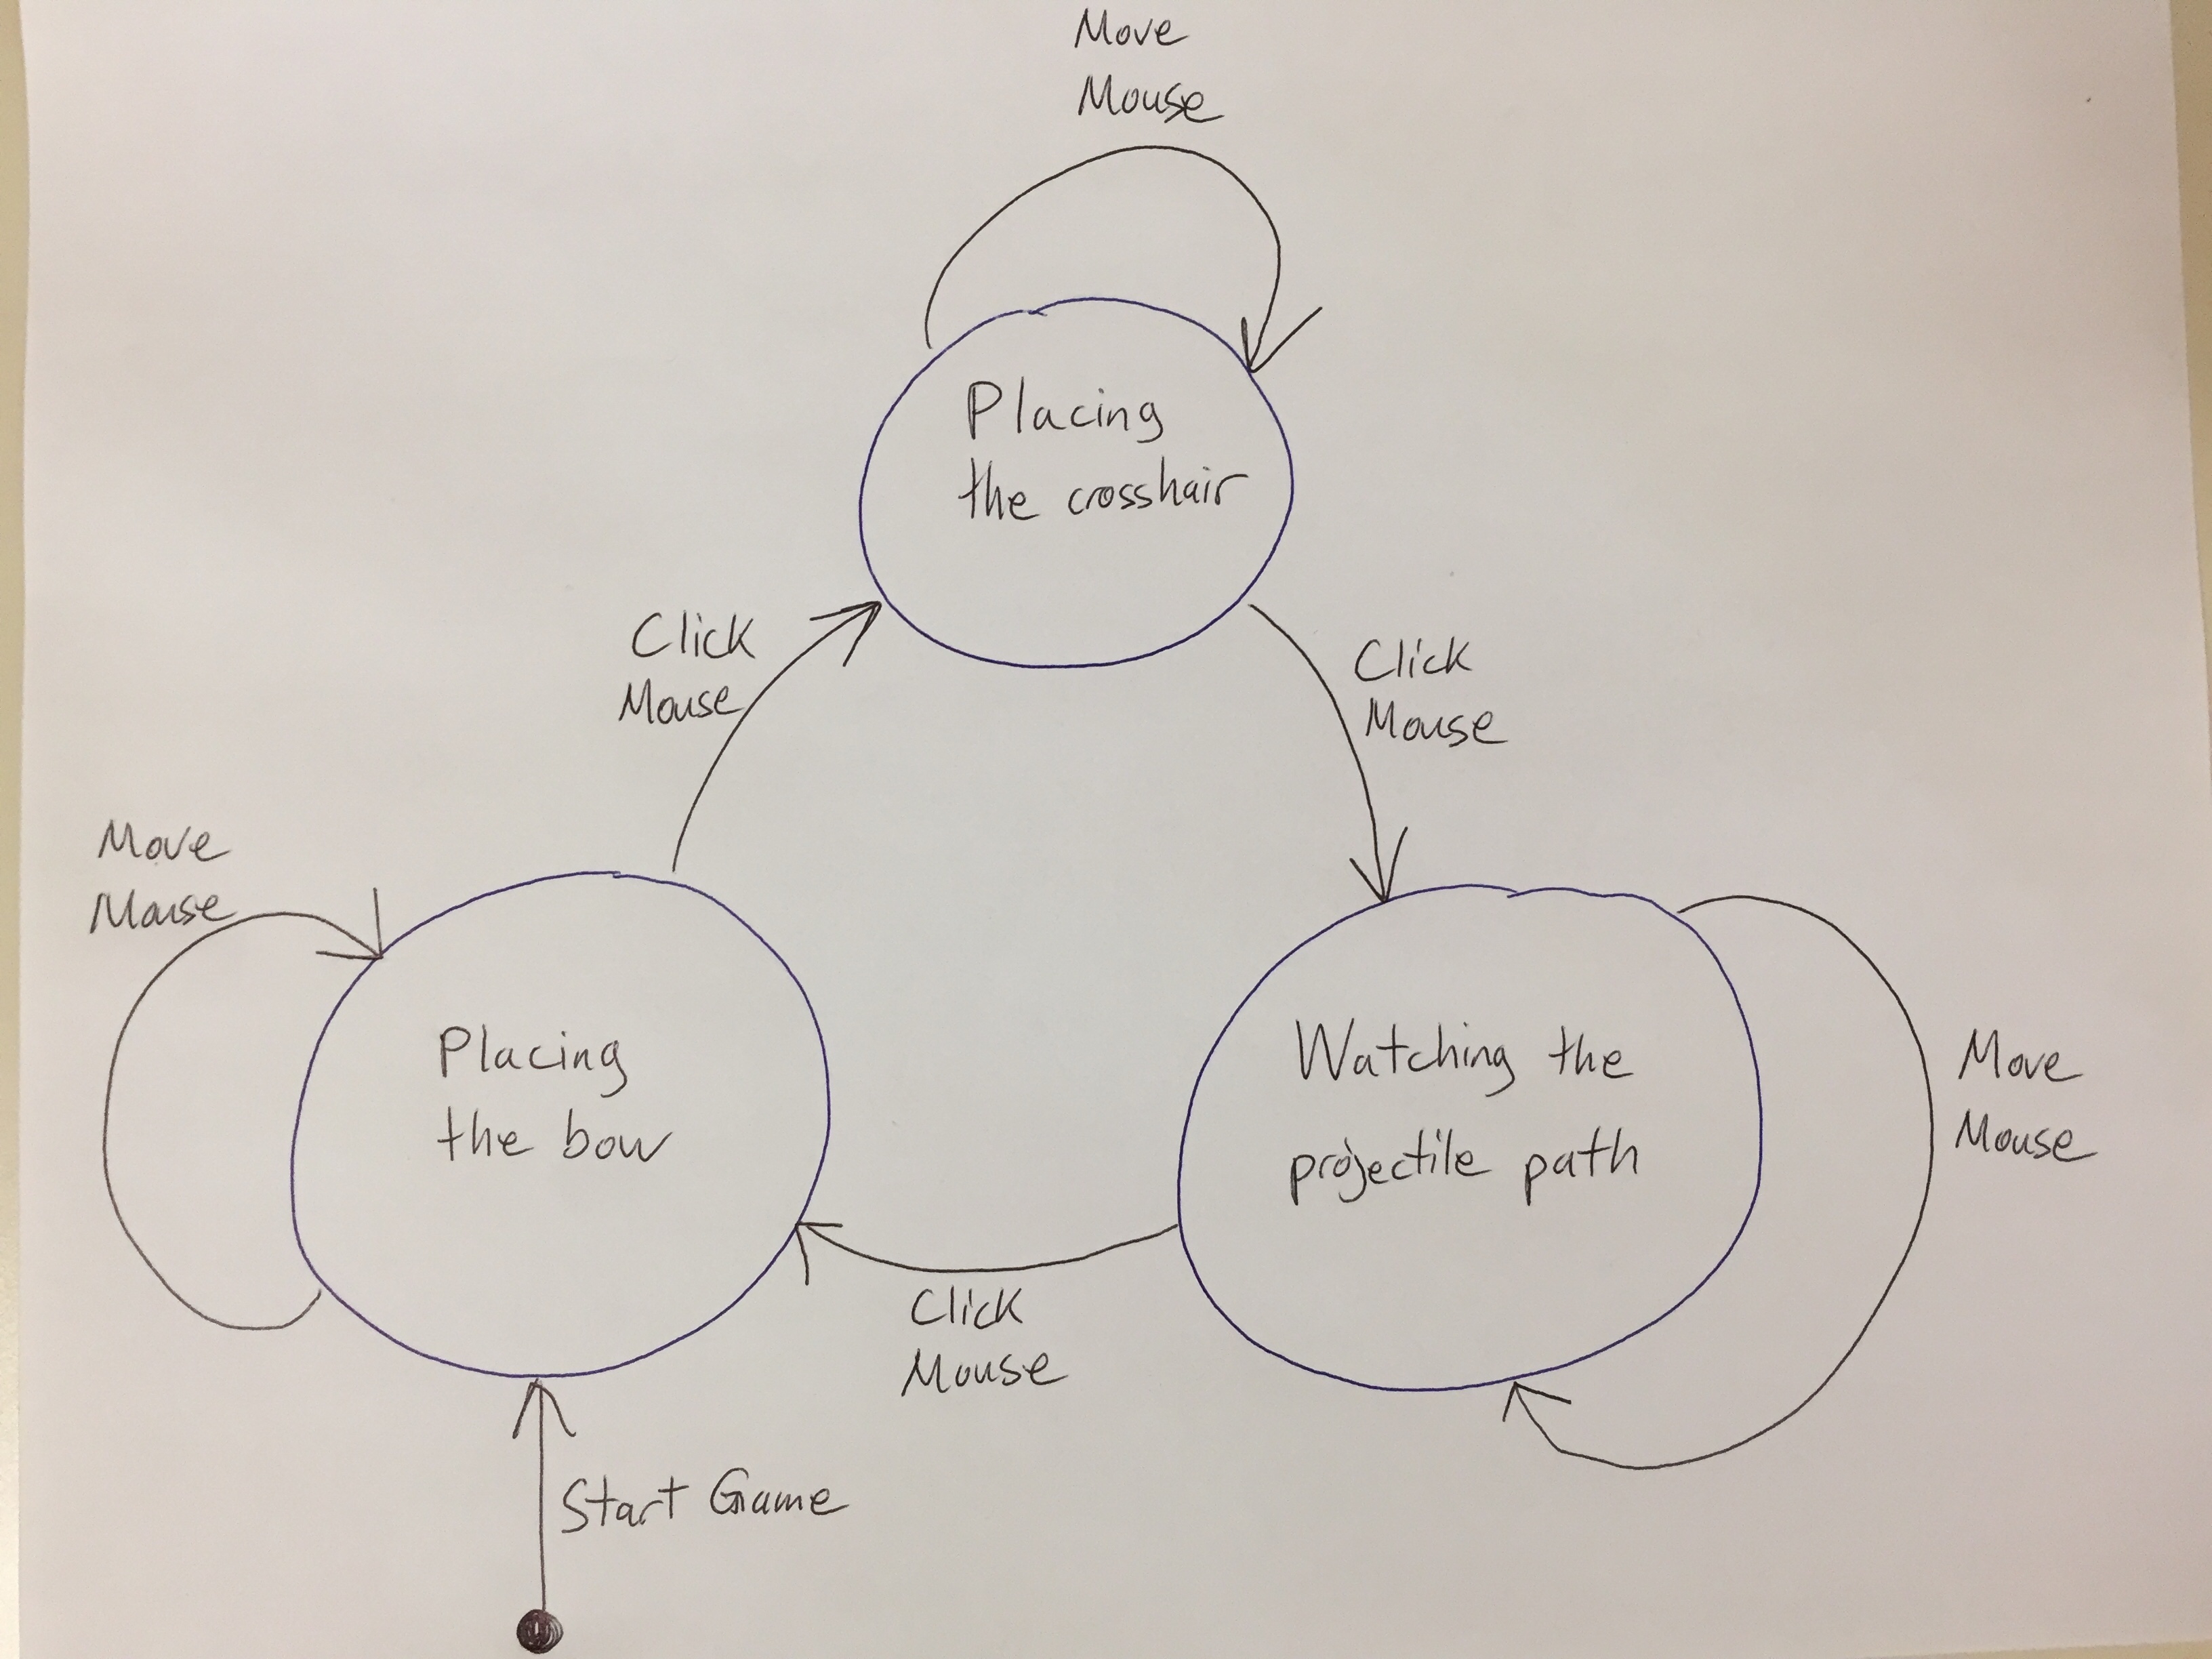 Move
Mouse
Placing
the crosshair
Click
Mouse
Click
Mouse
Move
Mouse
Placing
the bow
Watching the
projectile path
Move
Mouse
Click
Mouse
Start Game